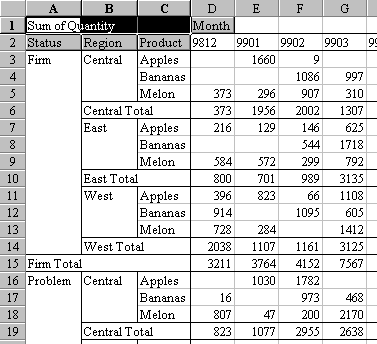 A B C D E F G
1 Sum of Quantity Month
2 Status Region Product 9812 9901 9902 9903 99
3 Firm Central Apples 1660 9
4 Bananas 1086 997
5 Melon 373 296 907 310
6 Central Total 373 1956 2002 1307
7 East Apples 216 129 146 625
8 Bananas 544 1718
9 Melon 584 572 299 792
10 East Total 800 701 989 3135
11 West Apples 396 823 66 1108
12 Bananas 914 1095 605
13 Melon 728 284 1412
14 West Total 2038 1107 1161 3125
15 Firm Total 3211 3764 4152 7567
16 Problem Central Apples 1030 1782
17 Bananas 16 973 468
18 Melon 807 47 200 2170
19 Central Total 823 1077 2955 2638